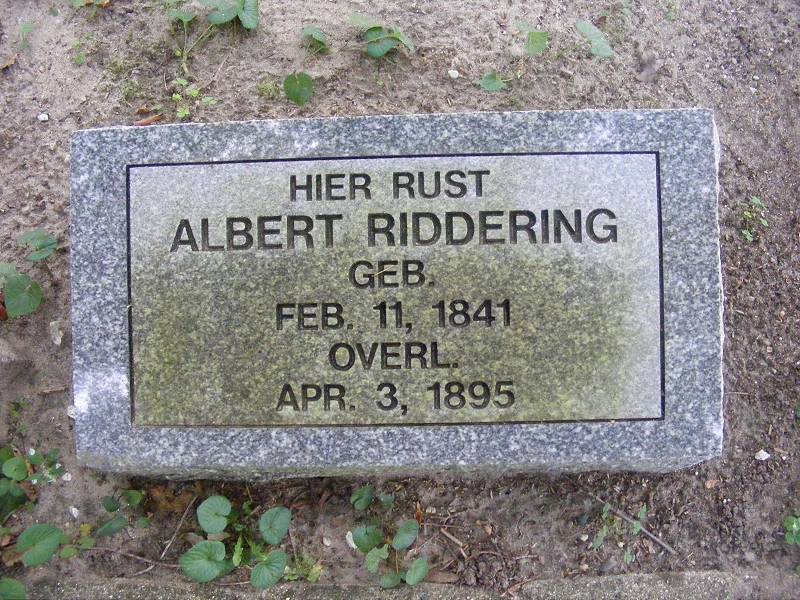 HIER RUST
ALBERT RIDDERING
GEB.
FEB. 11, 1841
OVERL.
APR. 3, 1895